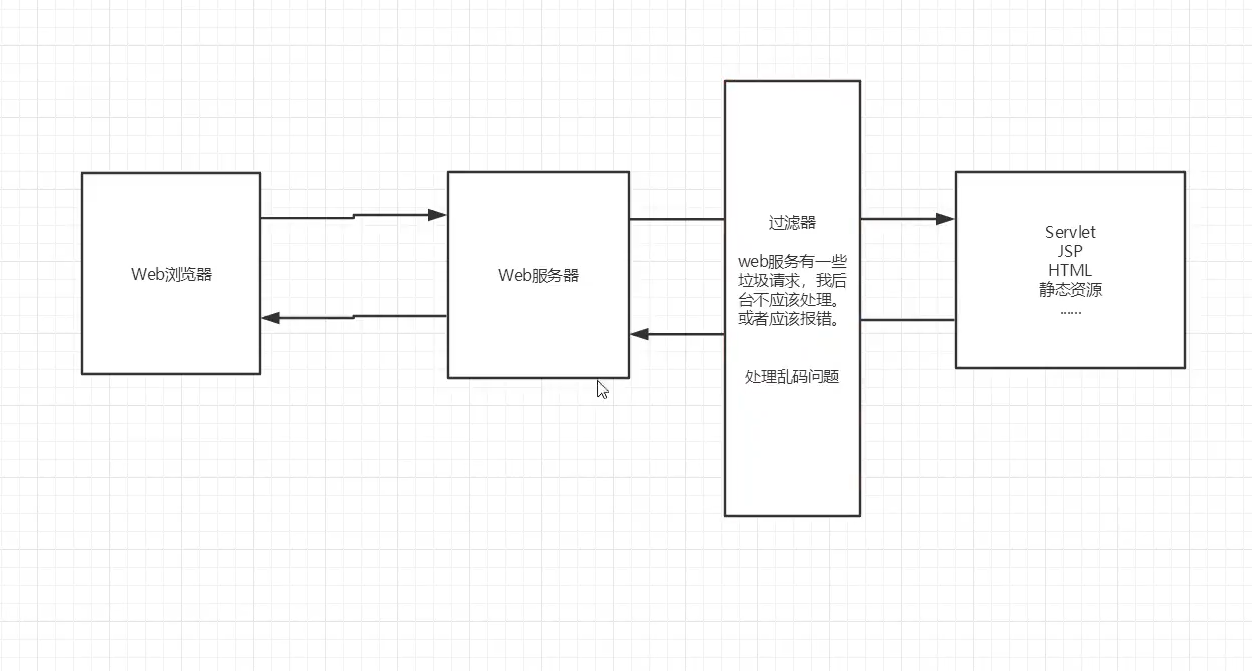 Web浏览器
Web服务器
过滤器
web服务有一些
垃圾请求，我后
台不应该处理。
或者应该报错。
处理乱码问题
Servlet
JSP
HTML
静态资源
......